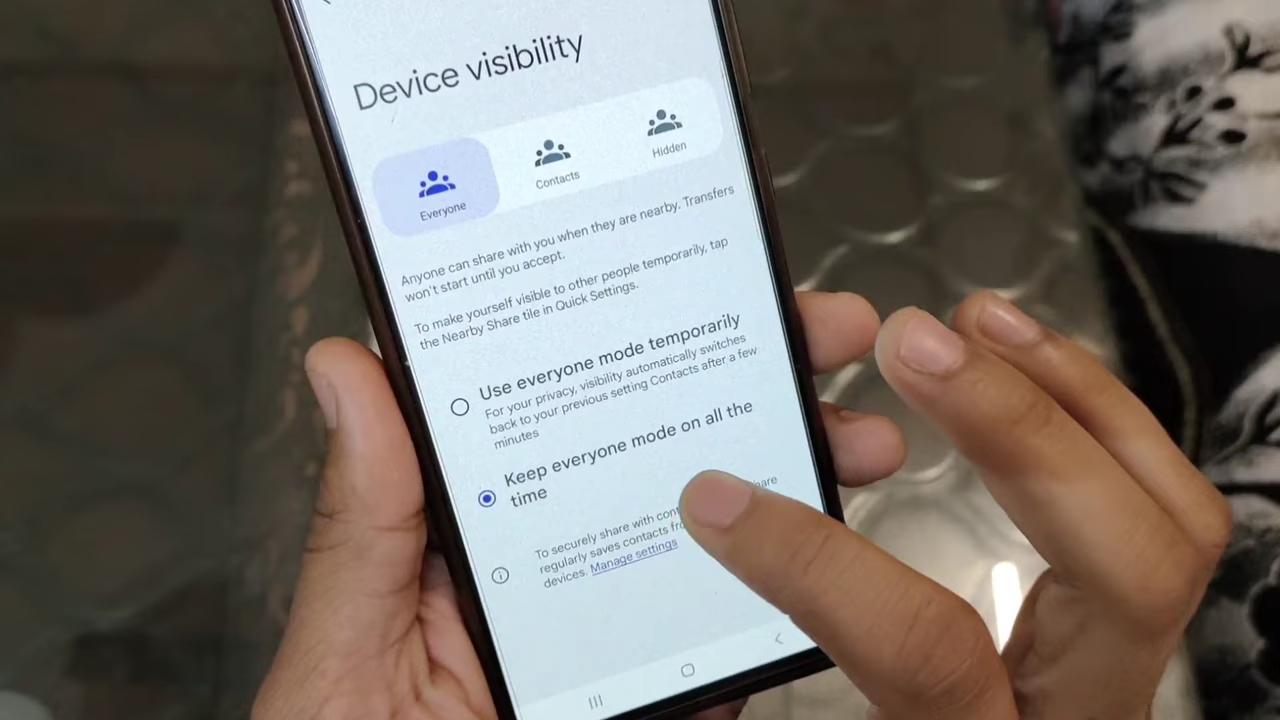 Device visibility
Everyone
Contacts
Hidden
Anyone can share with you when they are nearby. Transfers
won't start until you accept.
To make yourself visible to other people temporarily, tap
the Nearby Share tile in Quick Settings.
Use everyone mode temporarily
For your privacy, visibility automatically switches
back to your previous setting Contacts after a few
minutes
Keep everyone mode on all the
time
To securely share with
regularly saves contacts
devices. Manage settings